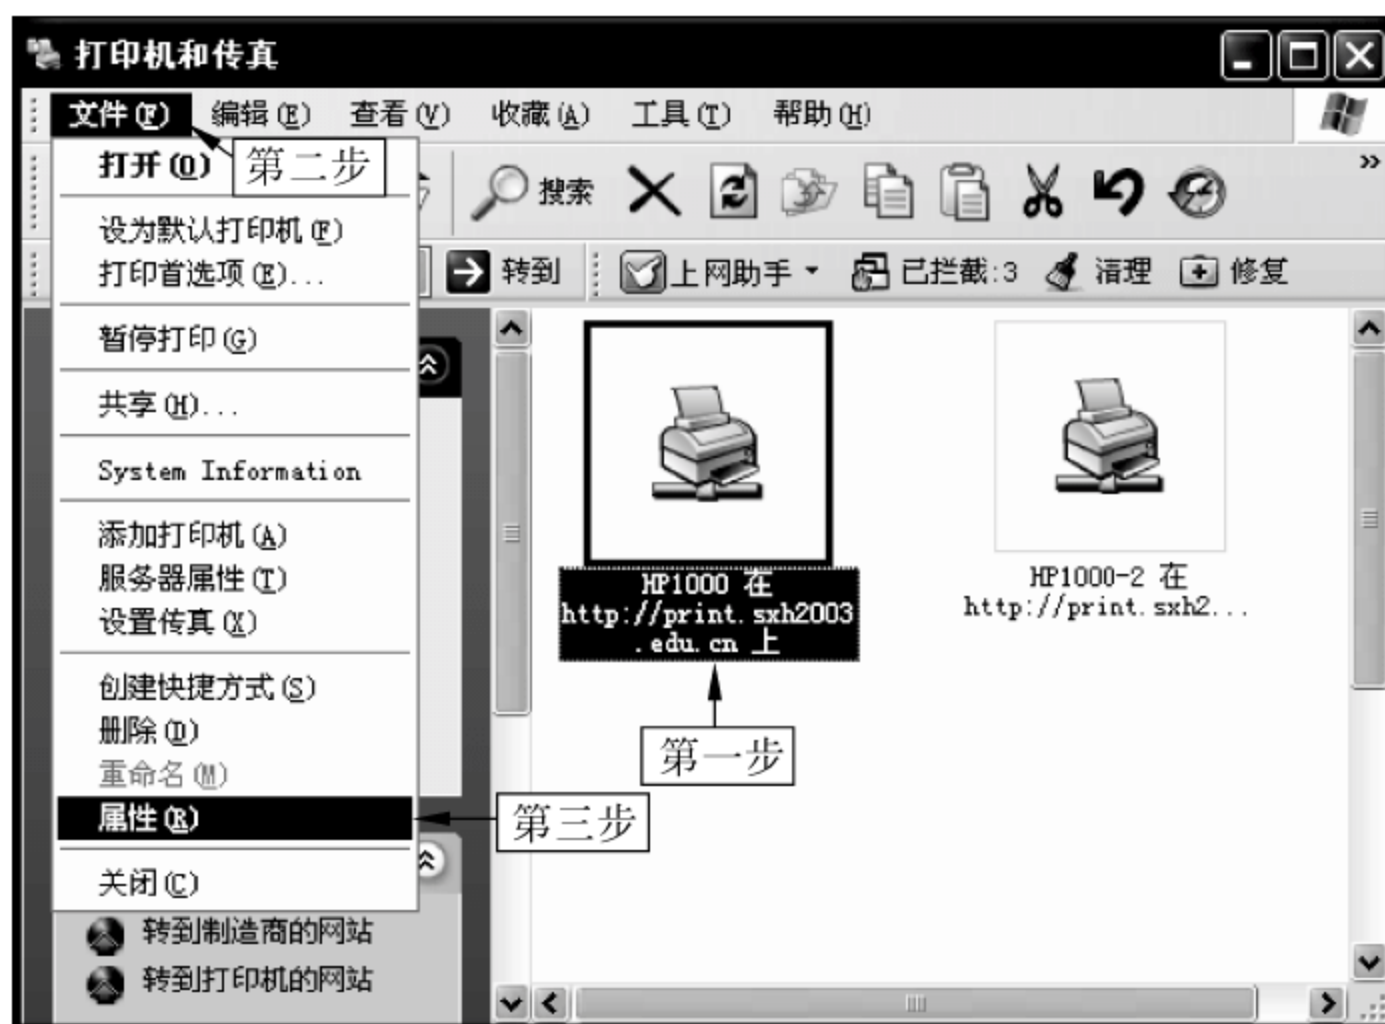 打印机和传真
文件(F) 编辑(E) 查看(V) 收藏(A) 工具(T) 帮助(H)
打开(O)
第二步
搜索
设为默认打印机(F)
打印首选项(E)...
转到 上网助手 已拦截:3 清理 修复
暂停打印(G)
共享(H)...
System Information
添加打印机(A)
服务器属性(T)
设置传真(X)
创建快捷方式(S)
删除(D)
重命名(M)
属性(R)
关闭(C)
转到制造商的网站
转到打印机的网站
HP1000 在
http://print.sxh2003
.edu.cn 上
HP1000-2 在
http://print.sxh2...
第一步
第三步